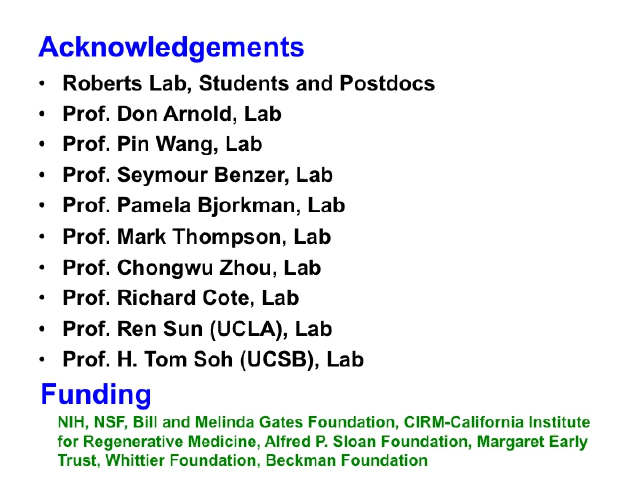 Acknowledgements
• Roberts Lab, Students and Postdocs
• Prof. Don Arnold, Lab
• Prof. Pin Wang, Lab
• Prof. Seymour Benzer, Lab
• Prof. Pamela Bjorkman, Lab
• Prof. Mark Thompson, Lab
• Prof. Chongwu Zhou, Lab
• Prof. Richard Cote, Lab
• Prof. Ren Sun (UCLA), Lab
• Prof. H. Tom Soh (UCSB), Lab
Funding
NIH, NSF, Bill and Melinda Gates Foundation, CIRM-California Institute
for Regenerative Medicine, Alfred P. Sloan Foundation, Margaret Early
Trust, Whittier Foundation, Beckman Foundation